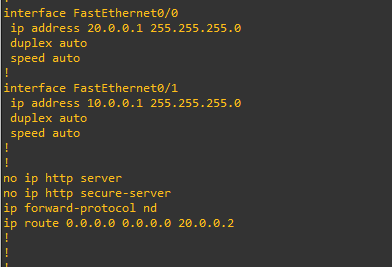 !
interface FastEthernet0/0
 ip address 20.0.0.1 255.255.255.0
 duplex auto
 speed auto
!
interface FastEthernet0/1
 ip address 10.0.0.1 255.255.255.0
 duplex auto
 speed auto
!
!
no ip http server
no ip http secure-server
ip forward-protocol nd
ip route 0.0.0.0 0.0.0.0 20.0.0.2
!
!
!